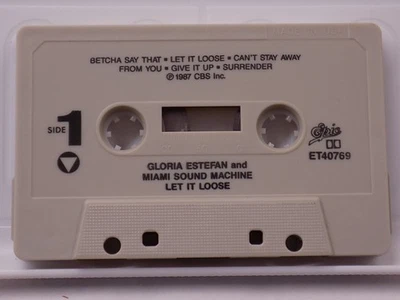 BETCHA SAY THAT • LET IT LOOSE • CAN'T STAY AWAY
FROM YOU • GIVE IT UP • SURRENDER
℗ 1987 CBS Inc.
SIDE 1
Epic
ET40769
GLORIA ESTEFAN and
MIAMI SOUND MACHINE
LET IT LOOSE